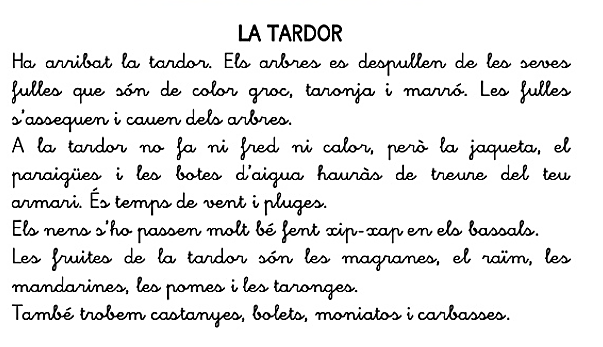 LA TARDOR
Ha arribat la tardor. Els arbres es despullen de les seves
fulles que són de color groc, taronja i marró. Les fulles
s'assequen i cauen dels arbres.
A la tardor no fa ni fred ni calor, però la jaqueta, el
paraigües i les botes d'aigua hauràs de treure del teu
armari. És temps de vent i pluges.
Els nens s'ho passen molt bé fent xip-xap en els bassals.
Les fruites de la tardor són les magranes, el raïm, les
mandarines, les pomes i les taronges.
També trobem castanyes, bolets, moniatos i carbasses.